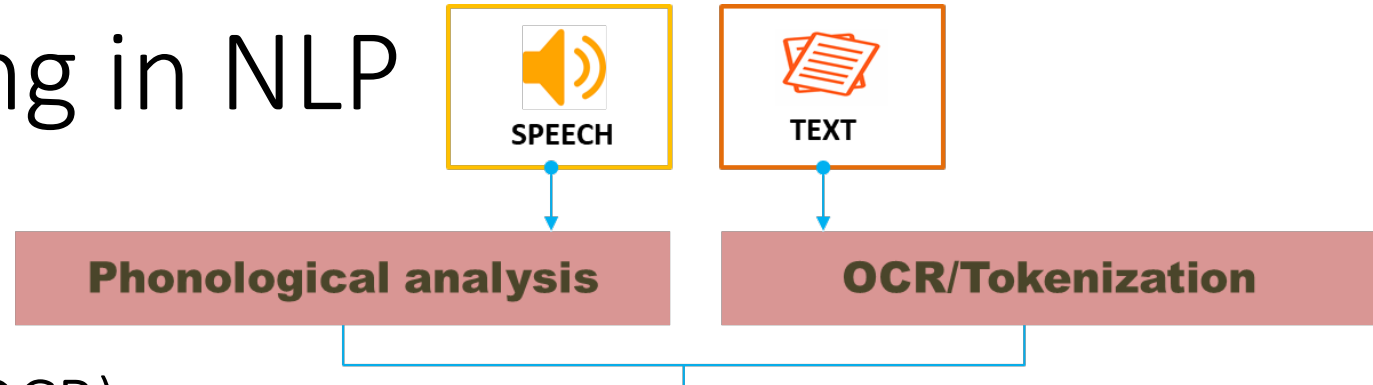 ng in NLP
SPEECH
TEXT
Phonological analysis
OCR/Tokenization